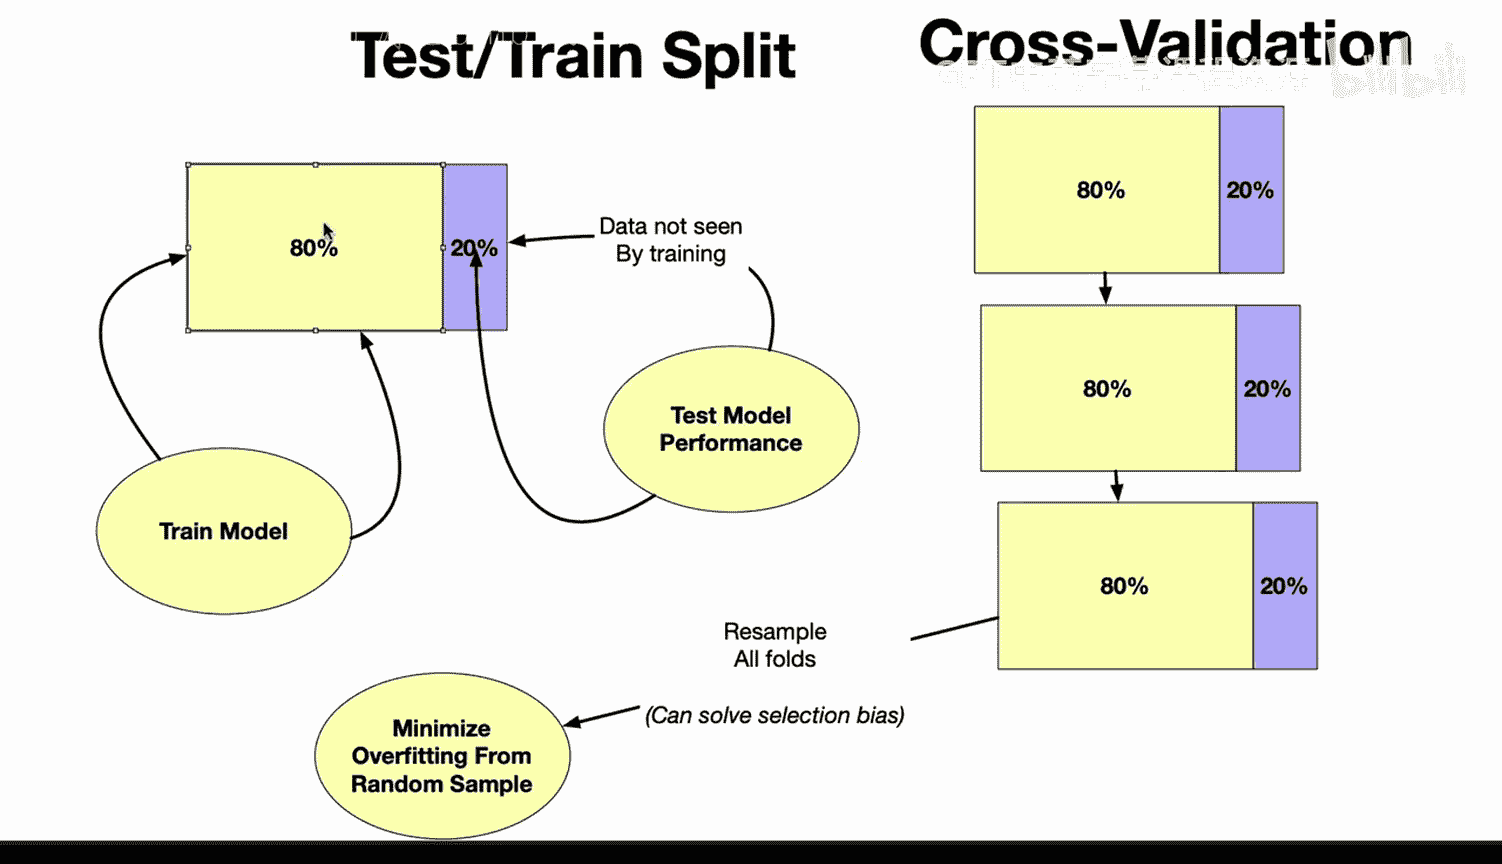 Test/Train Split
Cross-Validation
bilibili
80%
20%
Data not seen
By training
Test Model
Performance
Train Model
80%
20%
80%
20%
80%
20%
Resample
All folds
(Can solve selection bias)
Minimize
Overfitting From
Random Sample